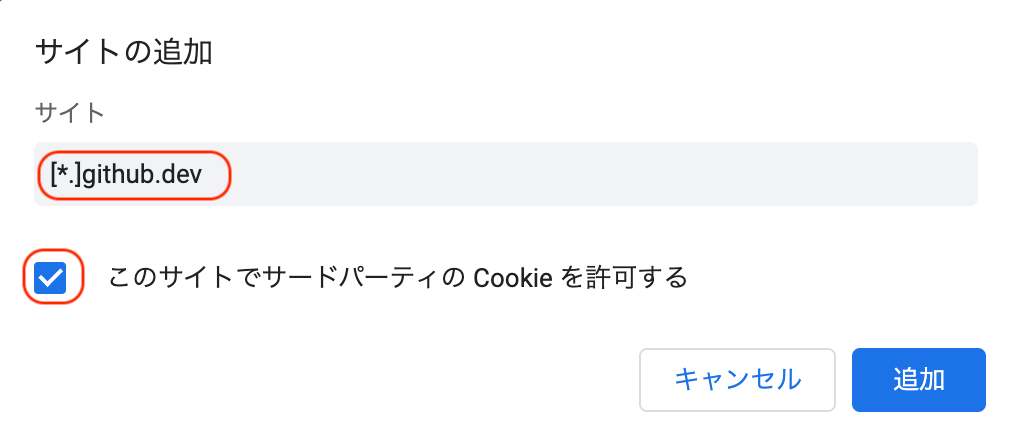 サイトの追加
サイト
[*.]github.dev
このサイトでサードパーティの Cookie を許可する
キャンセル
追加